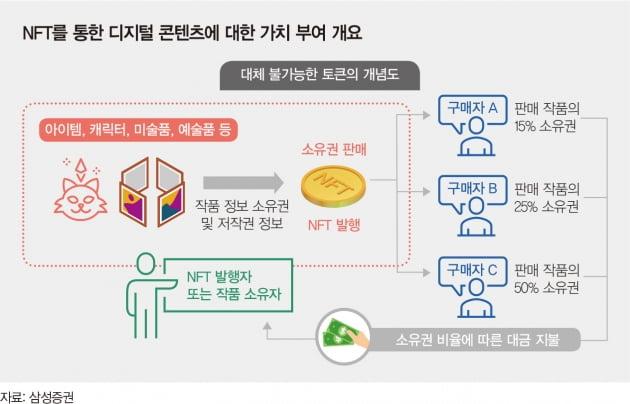 NFT를 통한 디지털 콘텐츠에 대한 가치 부여 개요
대체 불가능한 토큰의 개념도
아이템, 캐릭터, 미술품, 예술품 등
작품 정보 소유권
및 저작권 정보
소유권 판매
NFT
NFT 발행
구매자 A
판매 작품의
15% 소유권
구매자 B
판매 작품의
25% 소유권
구매자 C
판매 작품의
50% 소유권
NFT 발행자
또는 작품 소유자
소유권 비율에 따른 대금 지불
자료: 삼성증권